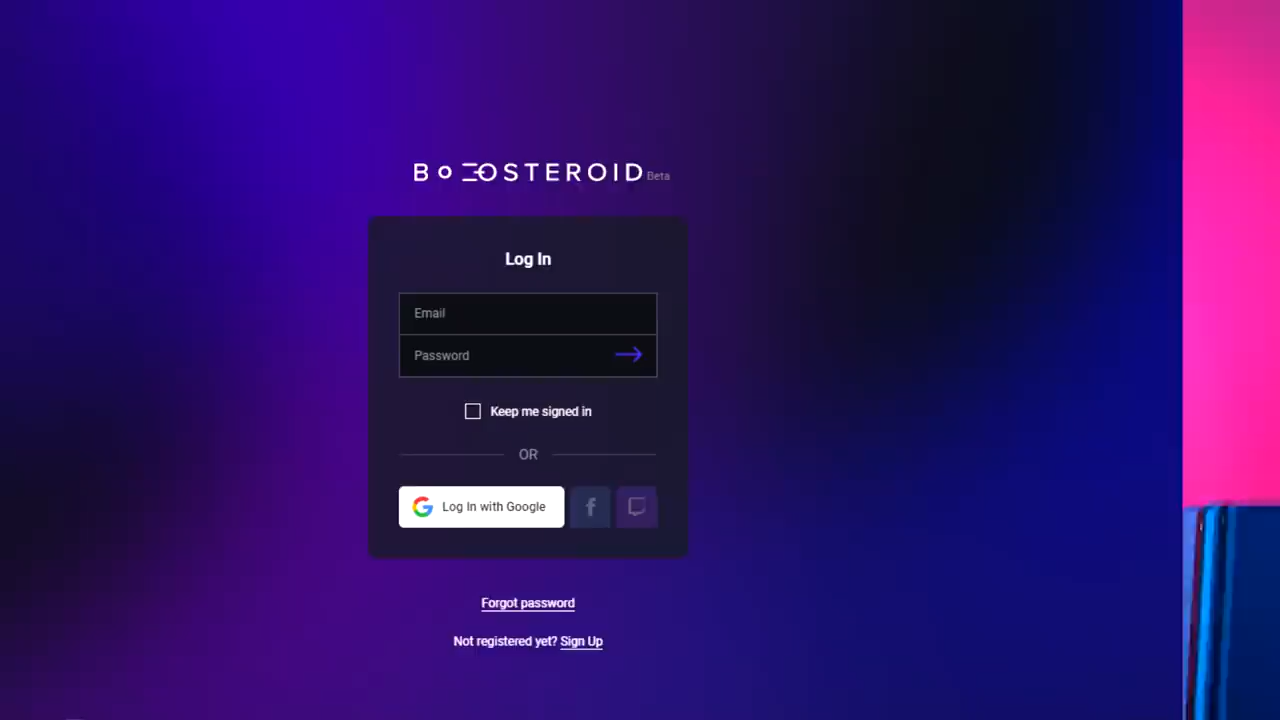 BOOSTEROID Beta
Log In
Email
Password
Keep me signed in
OR
Log In with Google
Forgot password
Not registered yet? Sign Up